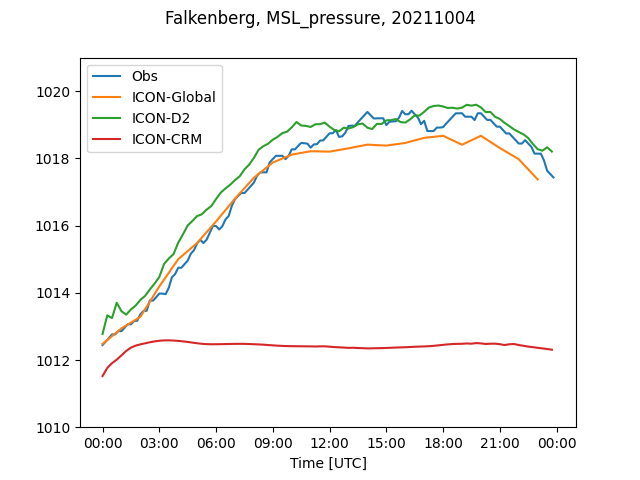 Falkenberg, MSL_pressure, 20211004
Obs
ICON-Global
ICON-D2
ICON-CRM
1020
1018
1016
1014
1012
1010
00:00 03:00 06:00 09:00 12:00 15:00 18:00 21:00 00:00
Time [UTC]